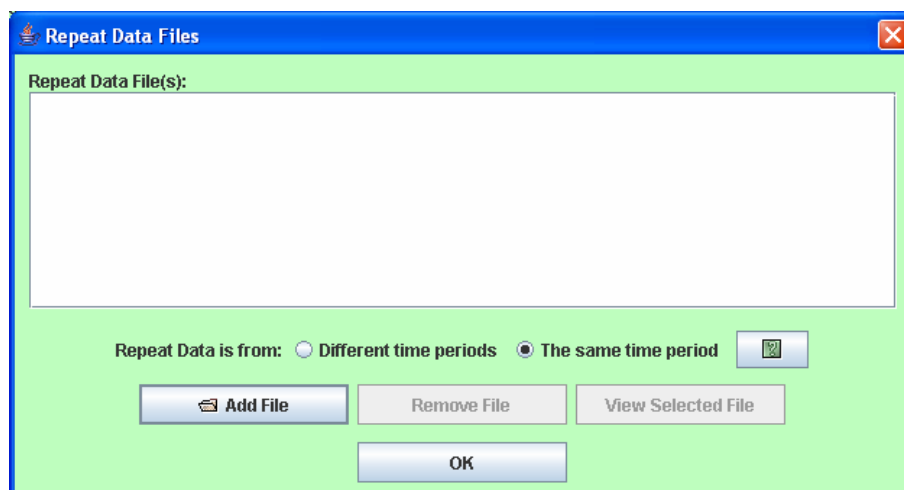 Repeat Data Files
Repeat Data File(s):
Repeat Data is from: Different time periods The same time period ?
Add File Remove File View Selected File
OK